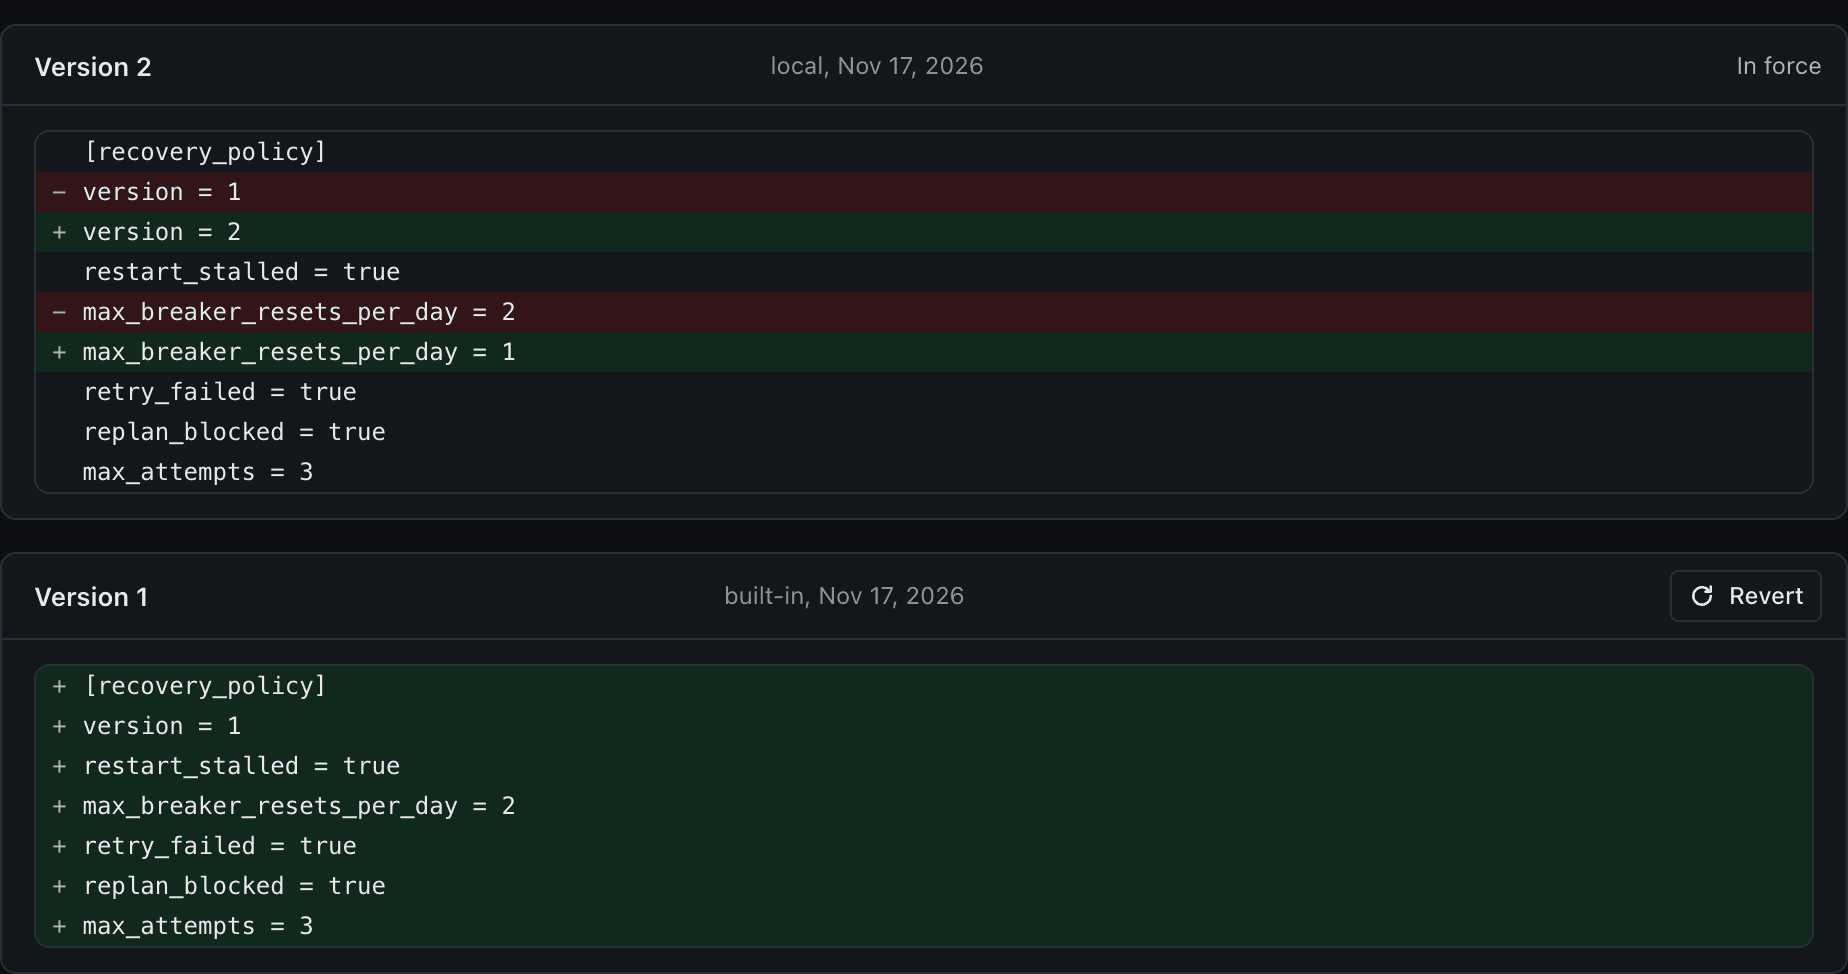 Version 2
local, Nov 17, 2026
In force
[recovery_policy]
− version = 1
+ version = 2
restart_stalled = true
− max_breaker_resets_per_day = 2
+ max_breaker_resets_per_day = 1
retry_failed = true
replan_blocked = true
max_attempts = 3
Version 1
built-in, Nov 17, 2026
Revert
+ [recovery_policy]
+ version = 1
+ restart_stalled = true
+ max_breaker_resets_per_day = 2
+ retry_failed = true
+ replan_blocked = true
+ max_attempts = 3